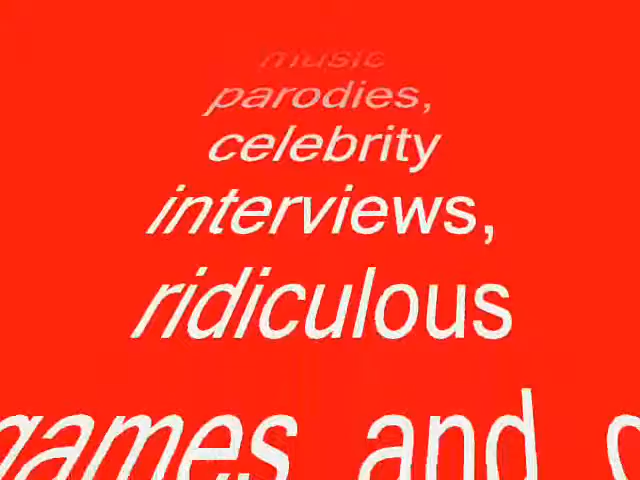 music
parodies,
celebrity
interviews,
ridiculous
games and